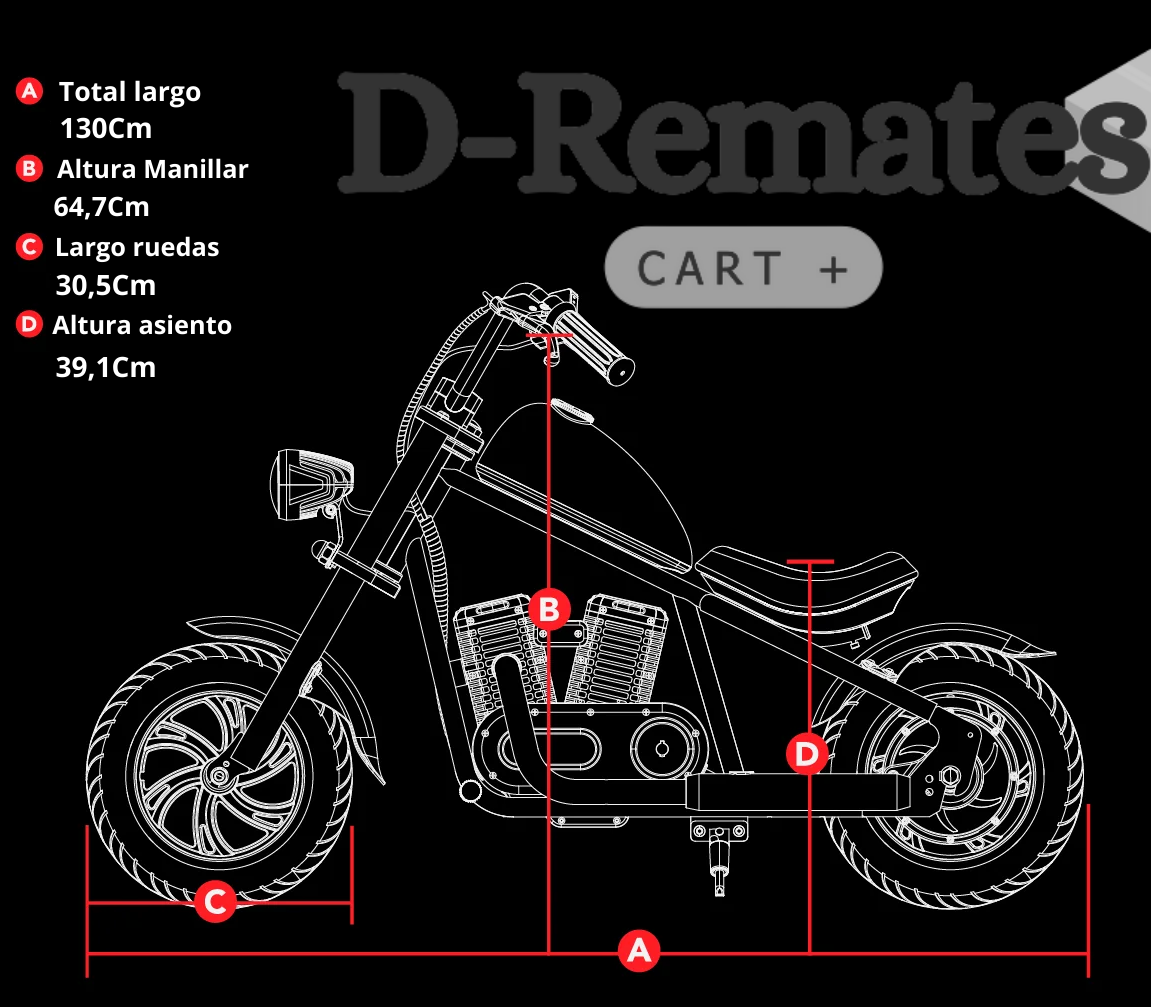 A Total largo
130Cm
B Altura Manillar
64,7Cm
C Largo ruedas
30,5Cm
D Altura asiento
39,1Cm
D-Remates
CART +
B
D
C
A